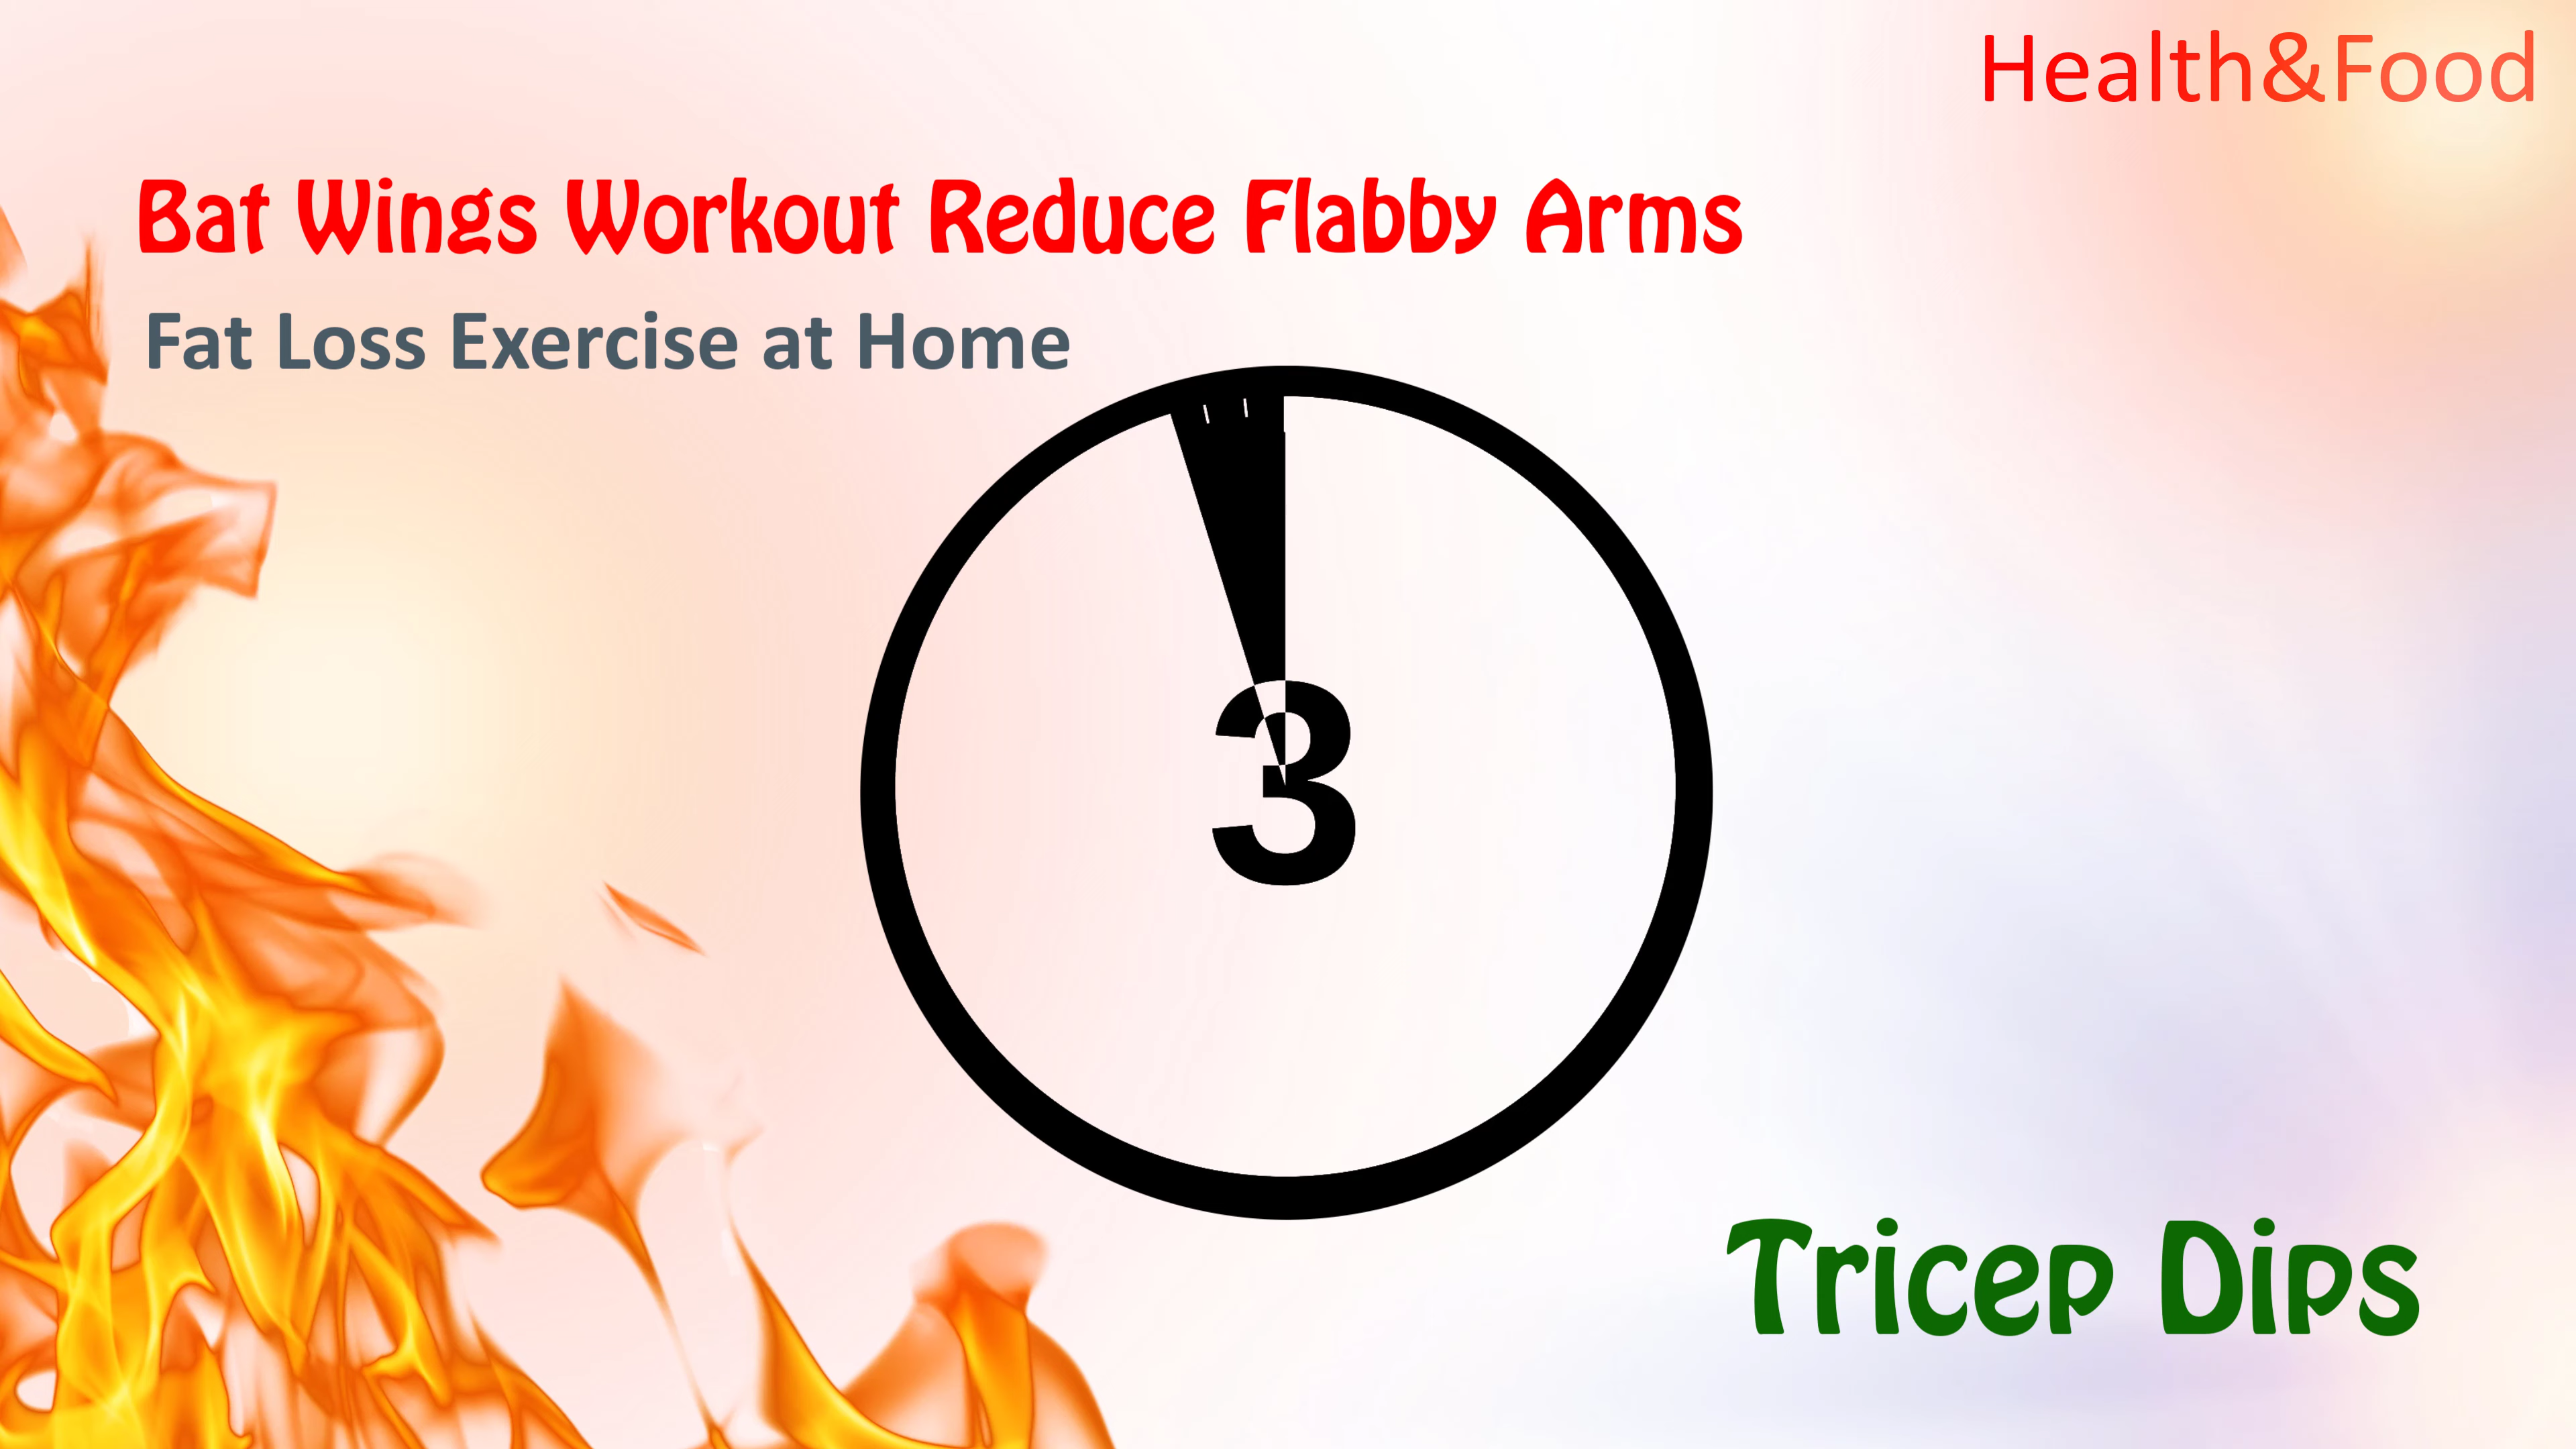 Health&Food
Bat Wings Workout Reduce Flabby Arms
Fat Loss Exercise at Home
3
Tricep Dips